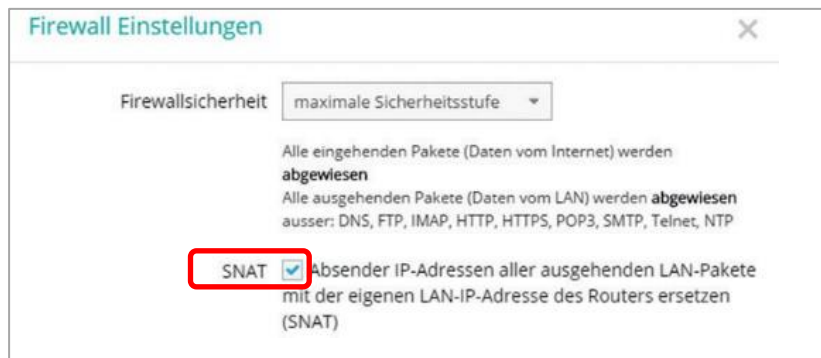 Firewall Einstellungen
Firewallsicherheit maximale Sicherheitsstufe
Alle eingehenden Pakete (Daten vom Internet) werden
abgewiesen
Alle ausgehenden Pakete (Daten vom LAN) werden abgewiesen
ausser: DNS, FTP, IMAP, HTTP, HTTPS, POP3, SMTP, Telnet, NTP
SNAT Absender IP-Adressen aller ausgehenden LAN-Pakete
mit der eigenen LAN-IP-Adresse des Routers ersetzen
(SNAT)